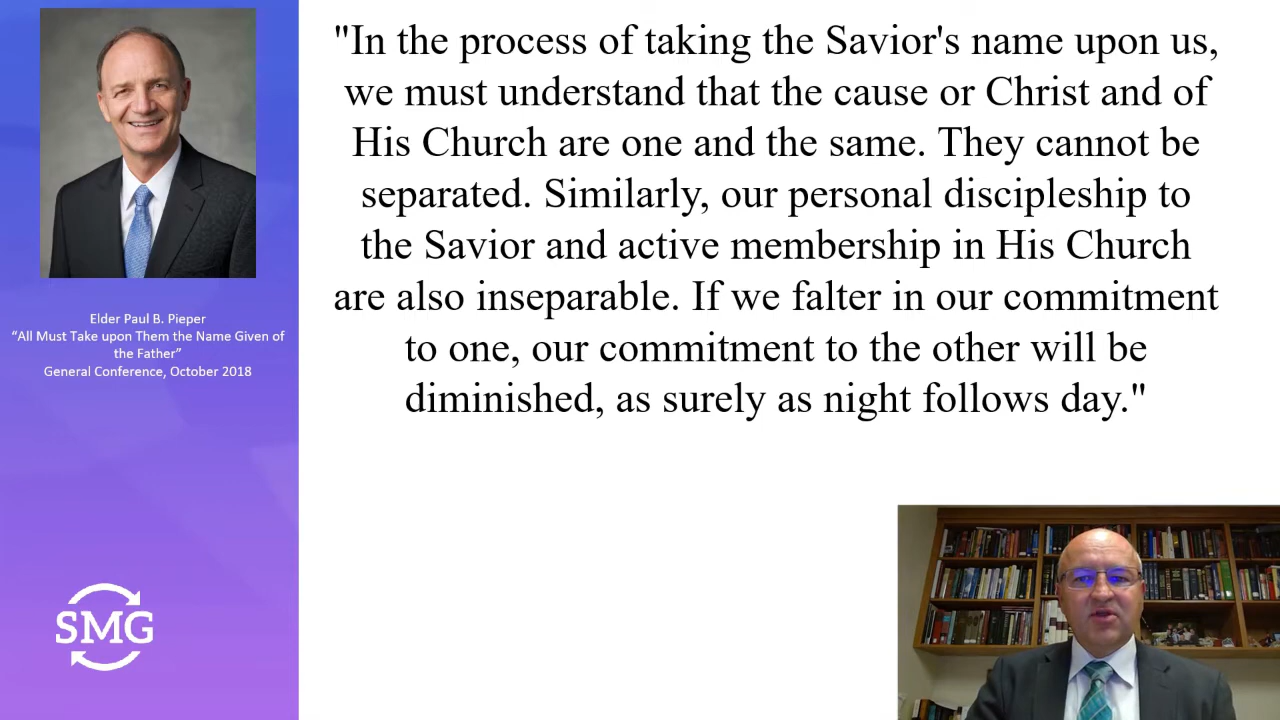 "In the process of taking the Savior's name upon us,
we must understand that the cause or Christ and of
His Church are one and the same. They cannot be
separated. Similarly, our personal discipleship to
the Savior and active membership in His Church
are also inseparable. If we falter in our commitment
to one, our commitment to the other will be
diminished, as surely as night follows day."
Elder Paul B. Pieper
“All Must Take upon Them the Name Given of
the Father”
General Conference, October 2018
SMG